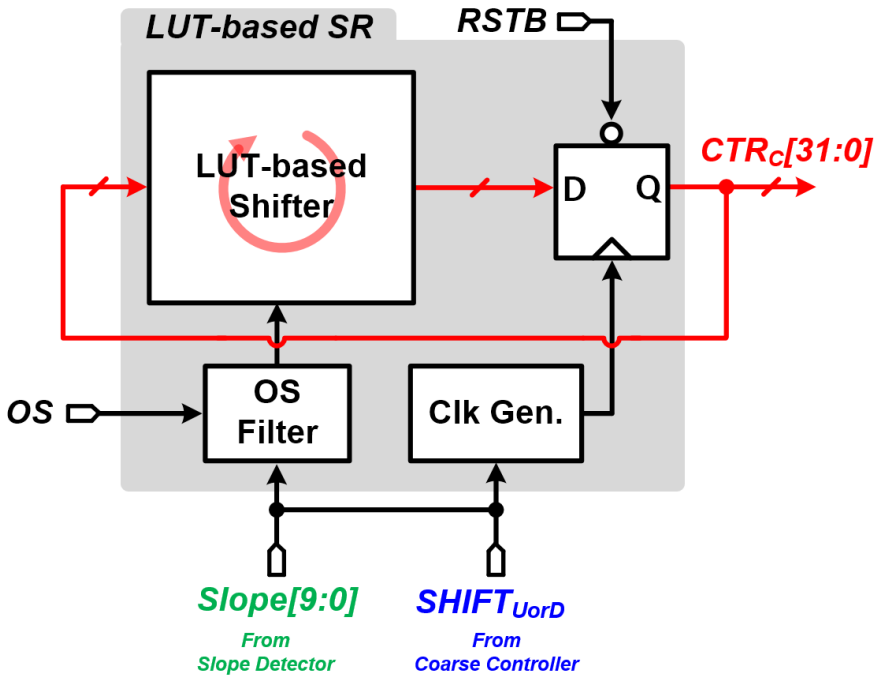 LUT-based SR
RSTB
LUT-based
Shifter
D
Q
CTRC[31:0]
OS
OS
Filter
Clk Gen.
Slope[9:0]
From
Slope Detector
SHIFTUorD
From
Coarse Controller